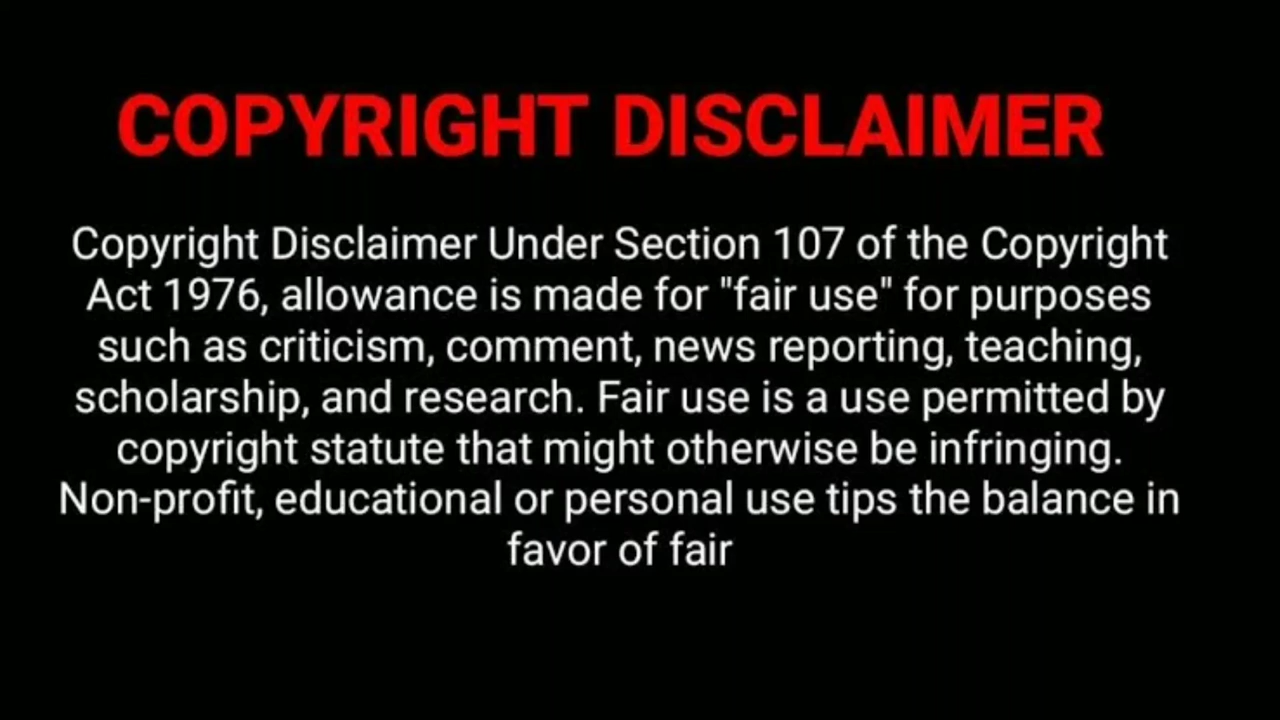 COPYRIGHT DISCLAIMER
Copyright Disclaimer Under Section 107 of the Copyright
Act 1976, allowance is made for "fair use" for purposes
such as criticism, comment, news reporting, teaching,
scholarship, and research. Fair use is a use permitted by
copyright statute that might otherwise be infringing.
Non-profit, educational or personal use tips the balance in
favor of fair